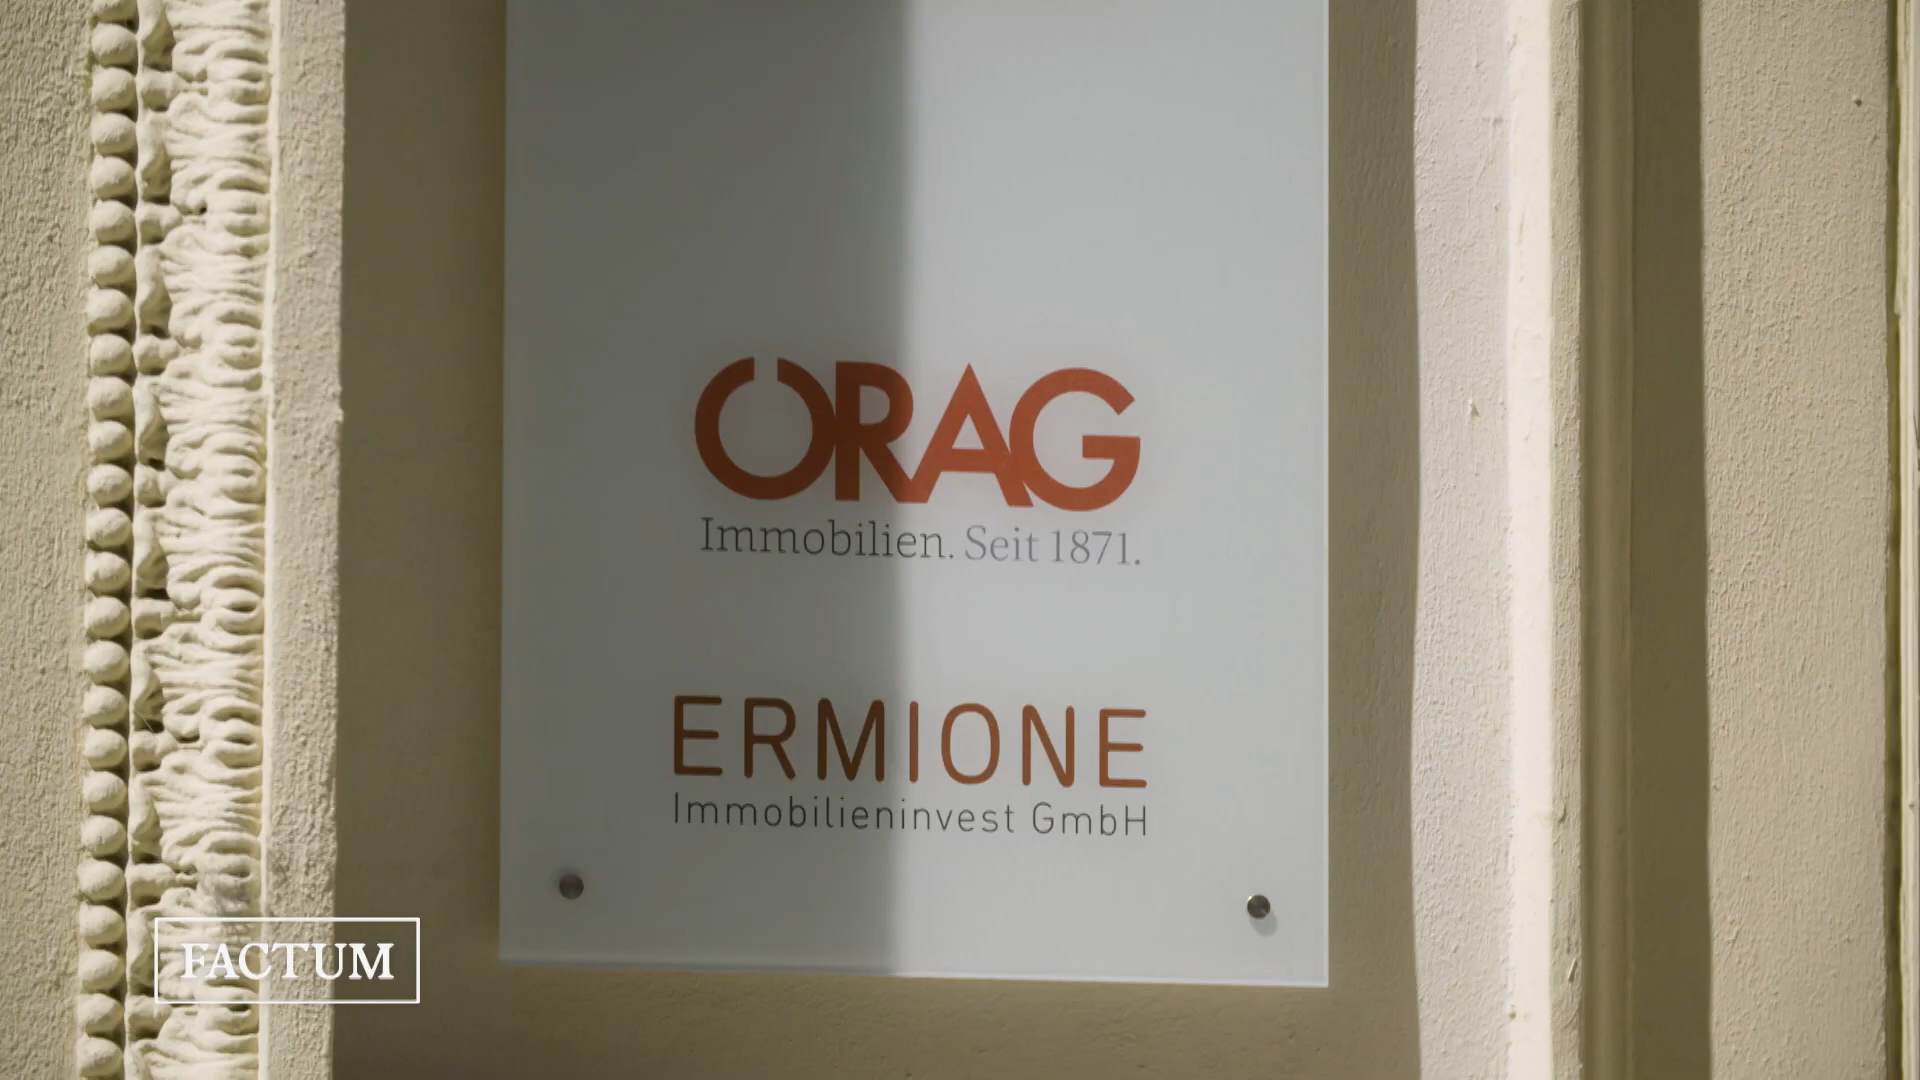 ÖRAG
Immobilien. Seit 1871.
ERMIONE
Immobilieninvest GmbH
FACTUM